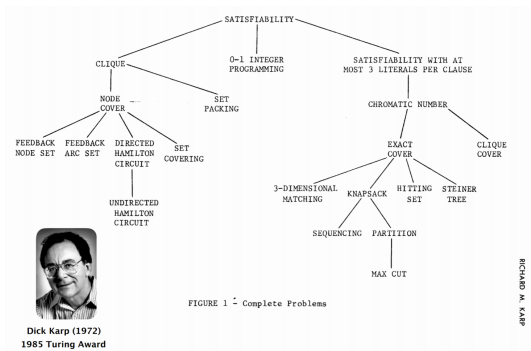 SATISFIABILITY
CLIQUE
0-1 INTEGER
PROGRAMMING
SATISFIABILITY WITH AT
MOST 3 LITERALS PER CLAUSE
NODE
COVER
SET
PACKING
CHROMATIC NUMBER
FEEDBACK
NODE SET
FEEDBACK
ARC SET
DIRECTED
HAMILTON
CIRCUIT
SET
COVERING
EXACT
COVER
CLIQUE
COVER
UNDIRECTED
HAMILTON
CIRCUIT
3-DIMENSIONAL
MATCHING
KNAPSACK
HITTING
SET
STEINER
TREE
SEQUENCING
PARTITION
MAX CUT
FIGURE 1 - Complete Problems
RICHARD M. KARP
Dick Karp (1972)
1985 Turing Award